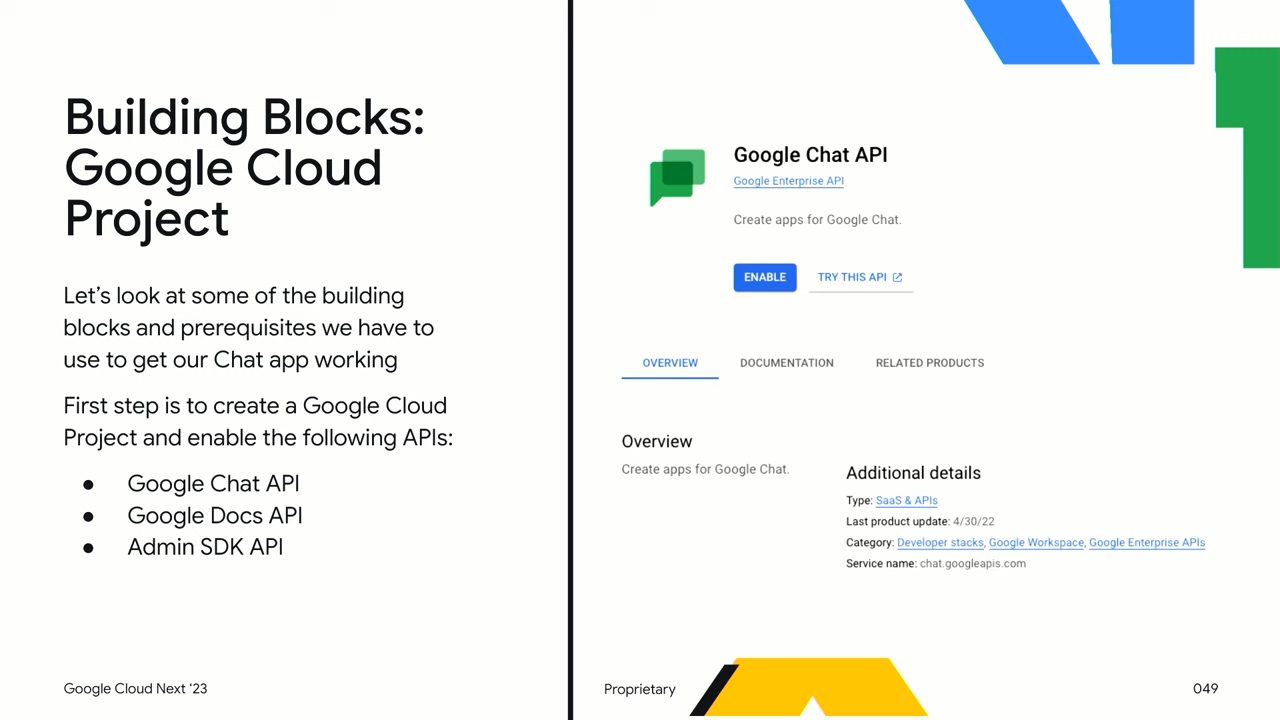 Building Blocks:
Google Cloud
Project
Let's look at some of the building
blocks and prerequisites we have to
use to get our Chat app working
First step is to create a Google Cloud
Project and enable the following APIs:
● Google Chat API
● Google Docs API
● Admin SDK API
Google Cloud Next ‘23
Google Chat API
Google Enterprise API
Create apps for Google Chat.
ENABLE TRY THIS API
OVERVIEW DOCUMENTATION RELATED PRODUCTS
Overview
Create apps for Google Chat.
Additional details
Type: SaaS & APIs
Last product update: 4/30/22
Category: Developer stacks, Google Workspace, Google Enterprise APIs
Service name: chat.googleapis.com
Proprietary
049